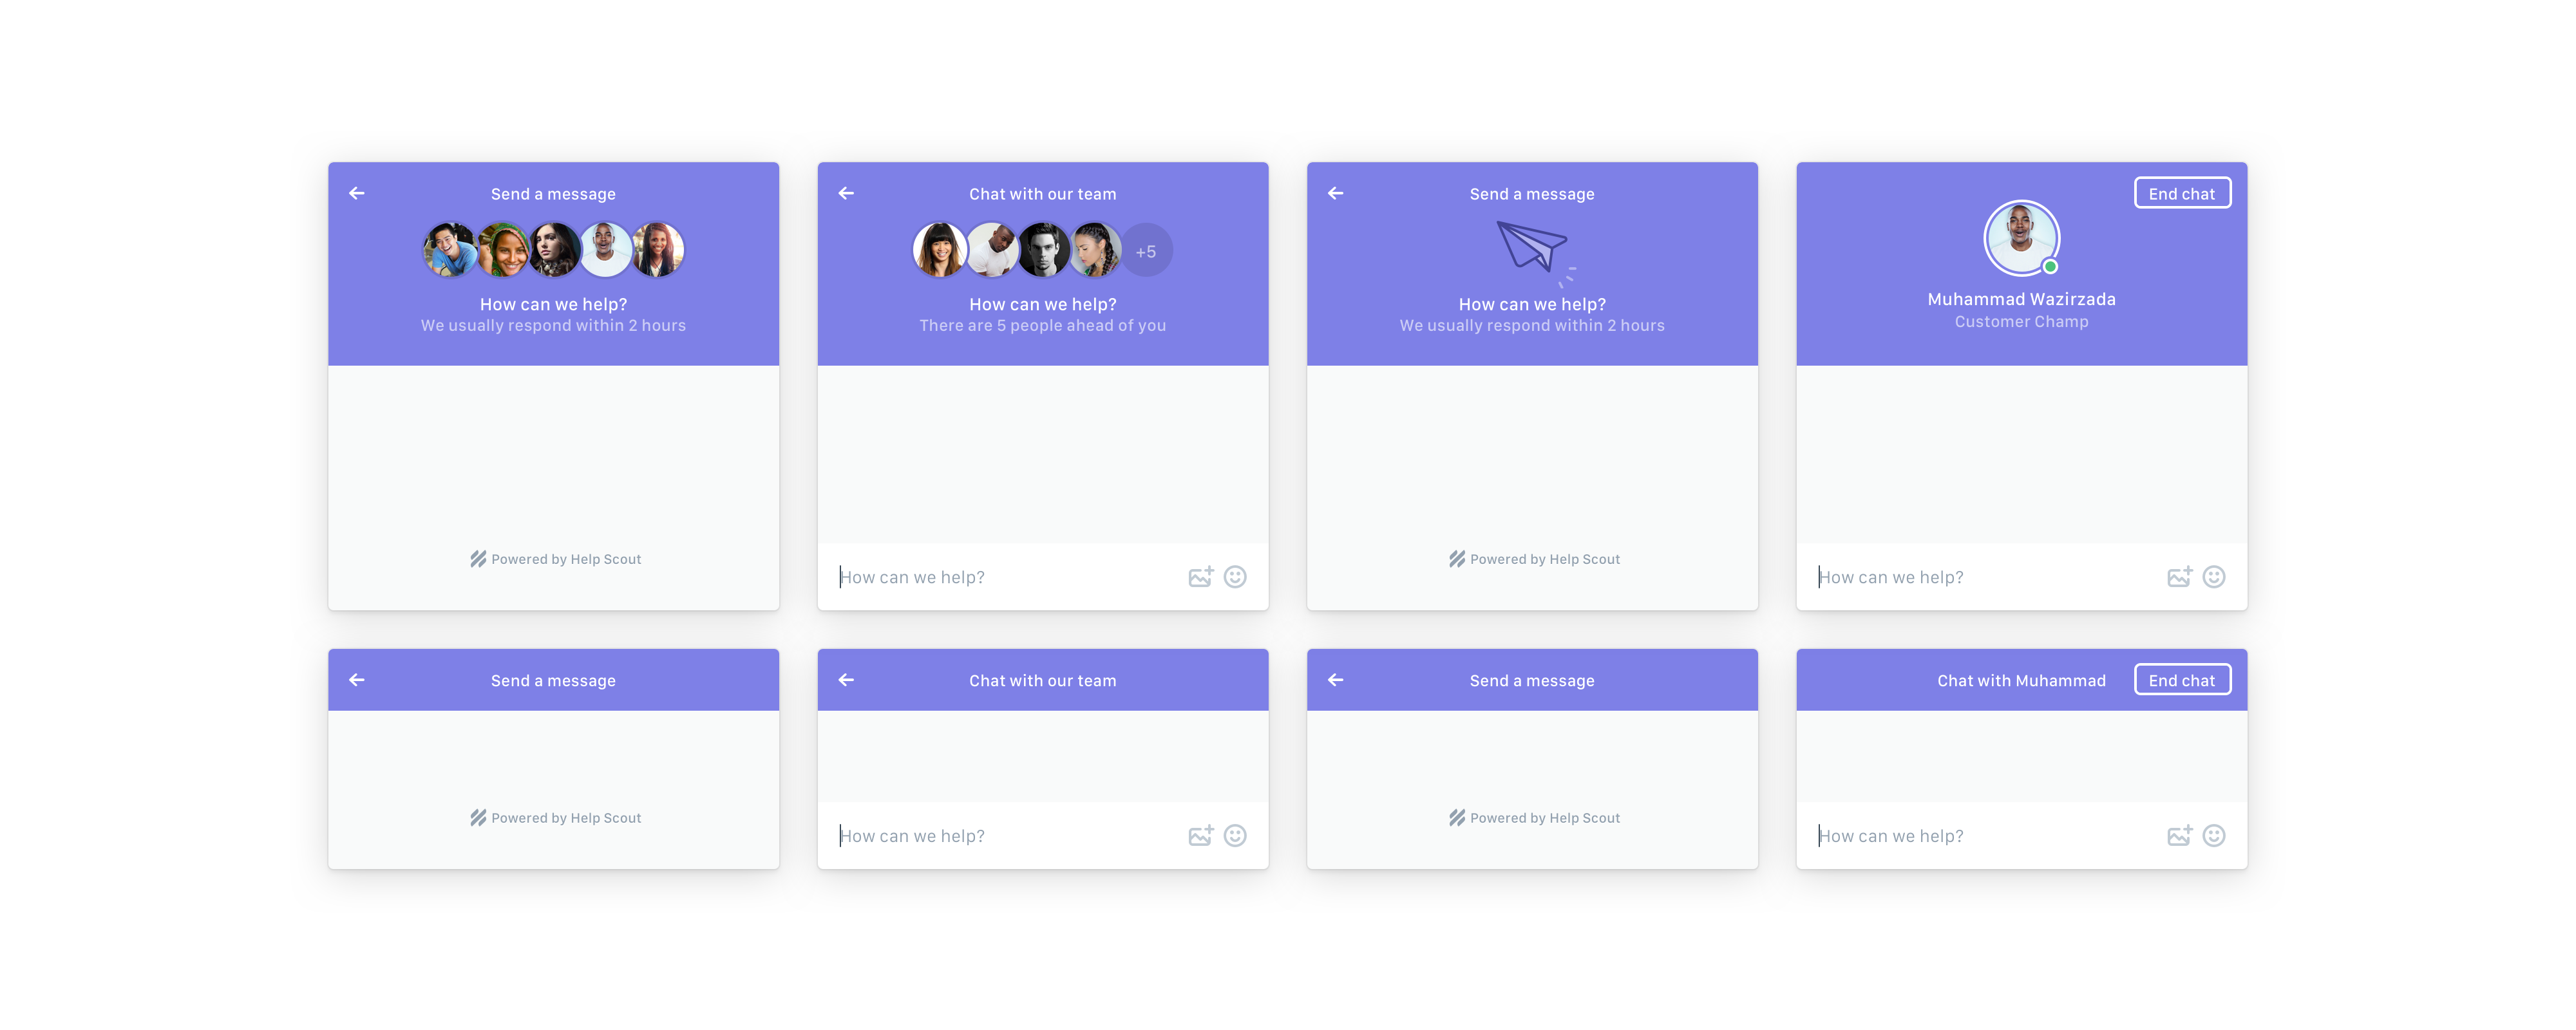 Send a message
How can we help?
We usually respond within 2 hours
Powered by Help Scout
Chat with our team
+5
How can we help?
There are 5 people ahead of you
How can we help?
Send a message
How can we help?
We usually respond within 2 hours
Powered by Help Scout
End chat
Muhammad Wazirzada
Customer Champ
How can we help?
Send a message
Powered by Help Scout
Chat with our team
How can we help?
Send a message
Powered by Help Scout
Chat with Muhammad
End chat
How can we help?